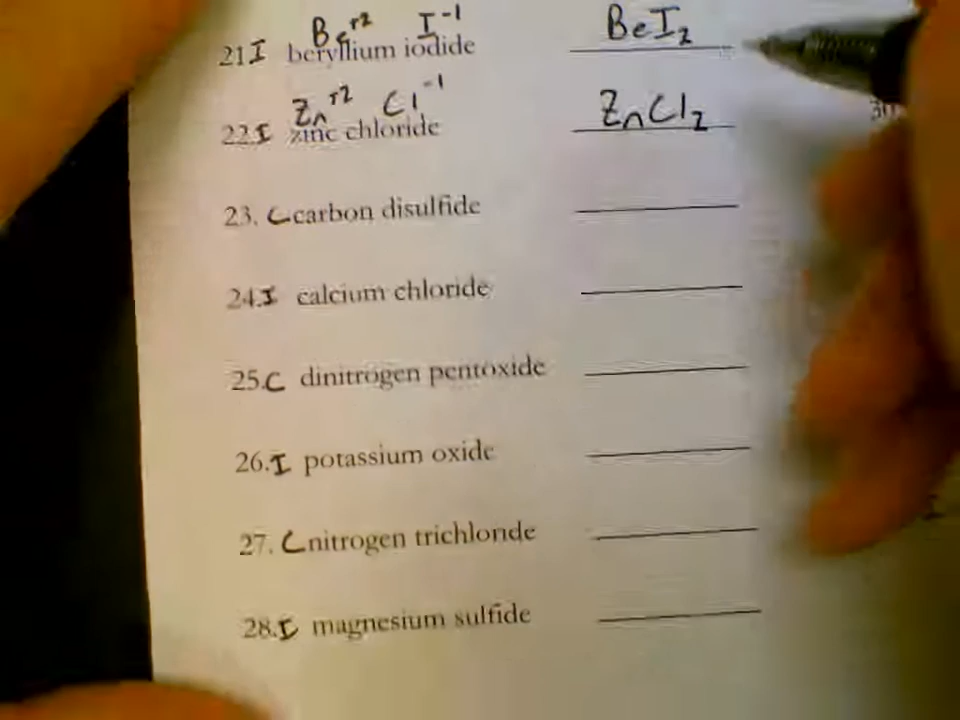 Be+2 I-1
21 I beryllium iodide BeI2
Zn+2 Cl-1
22. I zinc chloride ZnCl2
30
23. C carbon disulfide
24. I calcium chloride
25. C dinitrogen pentoxide
26. I potassium oxide
27. C nitrogen trichloride
28. I magnesium sulfide